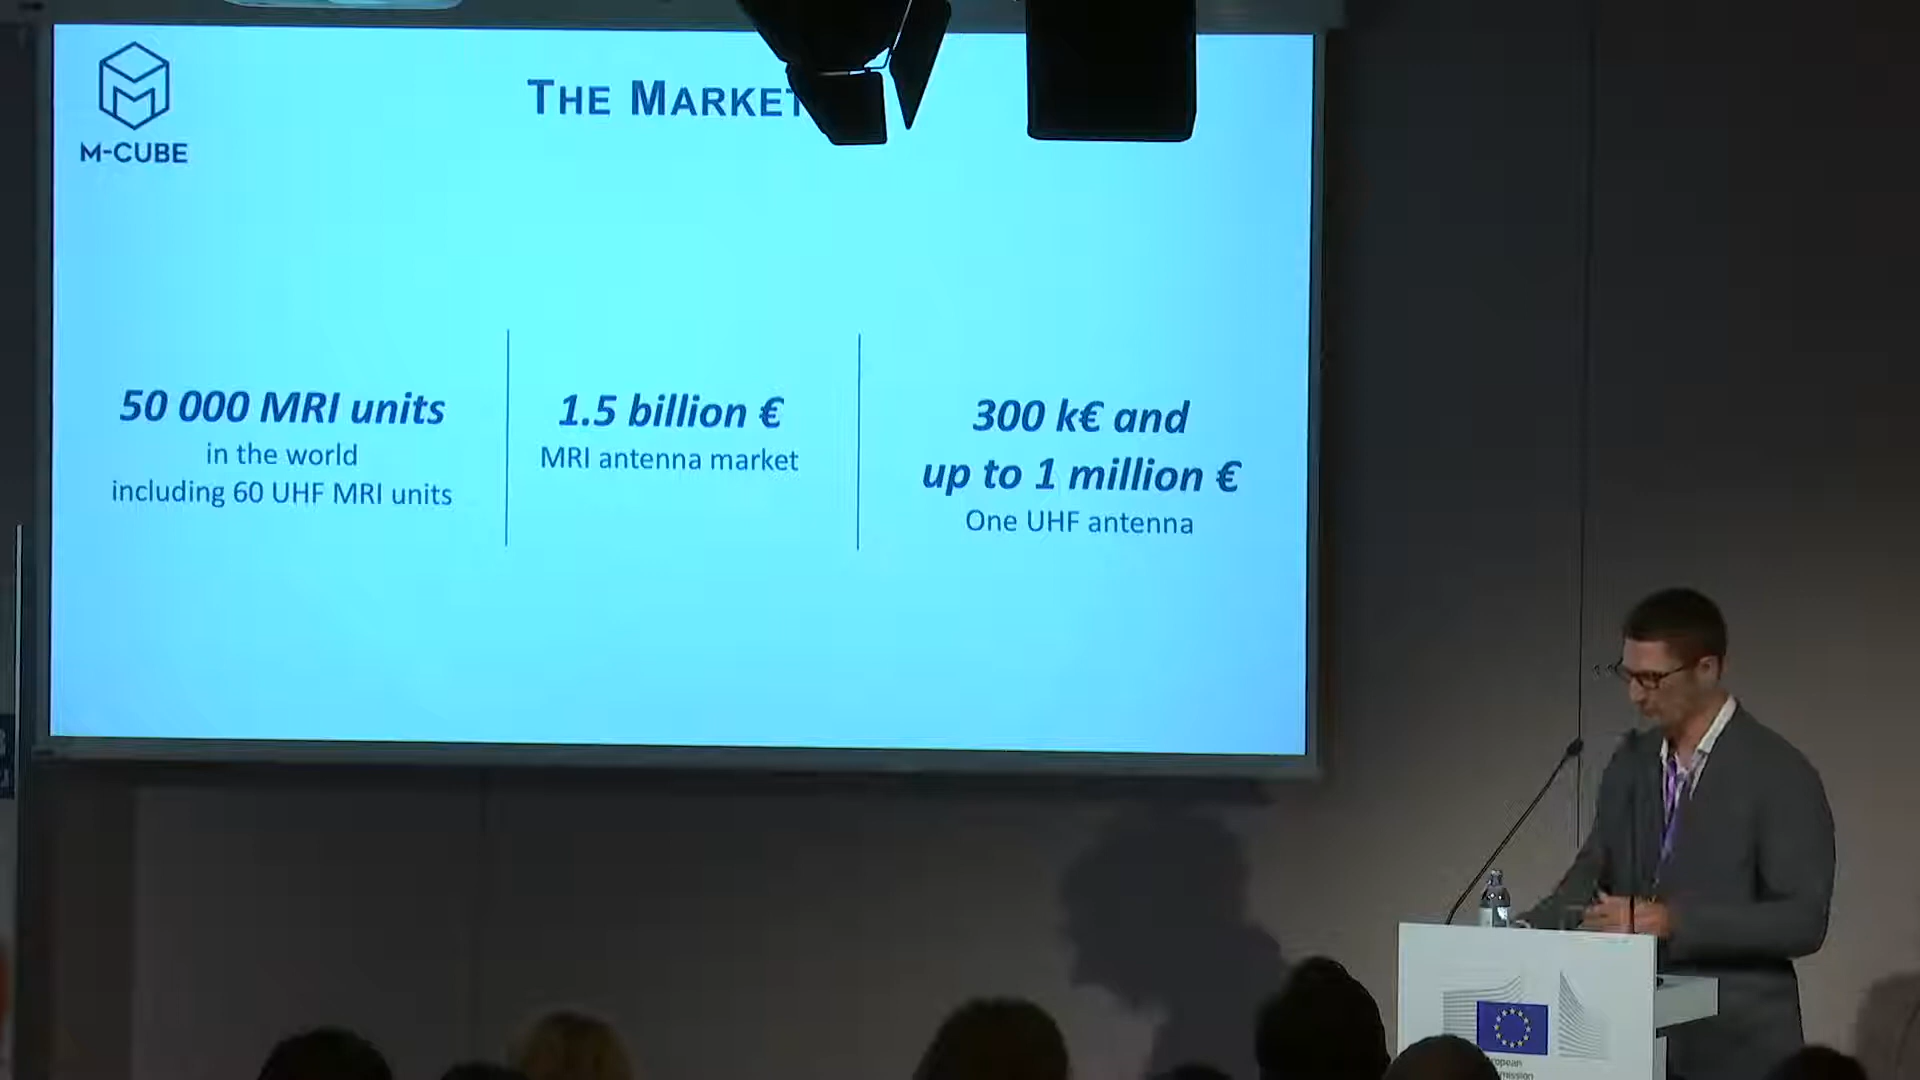 THE MARKET
M-CUBE
50 000 MRI units
in the world
including 60 UHF MRI units
1.5 billion €
MRI antenna market
300 k€ and
up to 1 million €
One UHF antenna